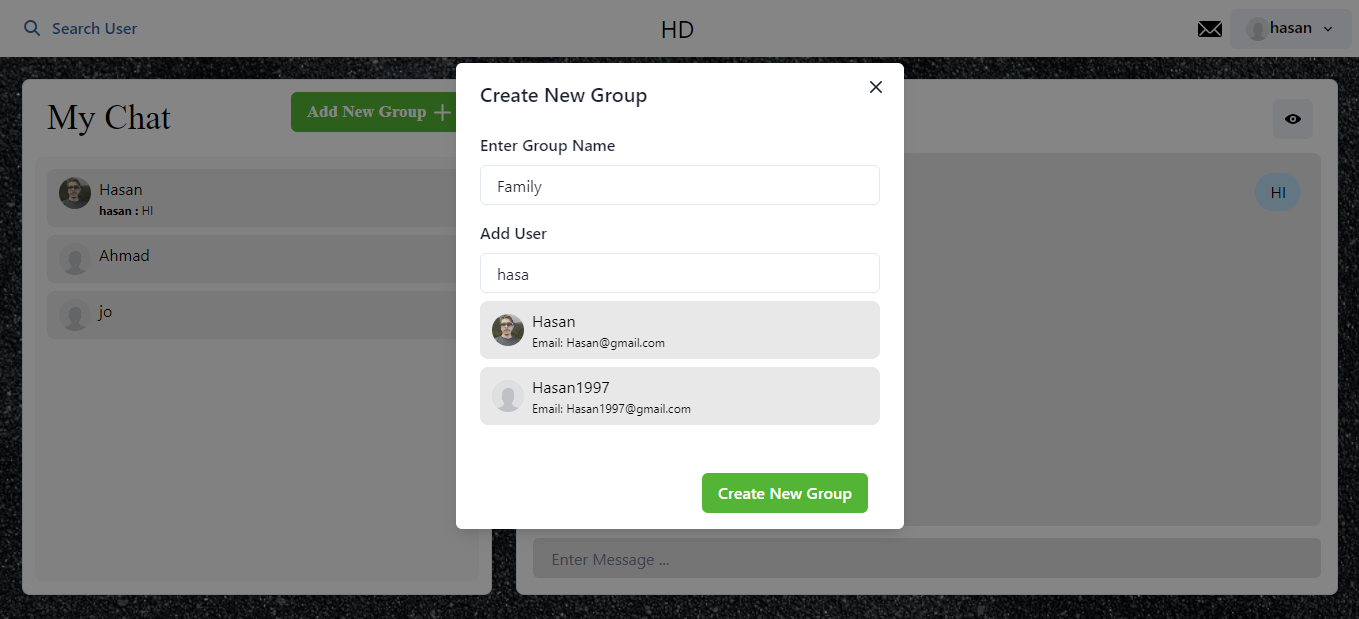 Search User
HD
hasan
My Chat
Add New Group
Hasan
hasan : HI
Ahmad
jo
HI
Enter Message ...
Create New Group
Enter Group Name
Family
Add User
hasa
Hasan
Email: Hasan@gmail.com
Hasan1997
Email: Hasan1997@gmail.com
Create New Group